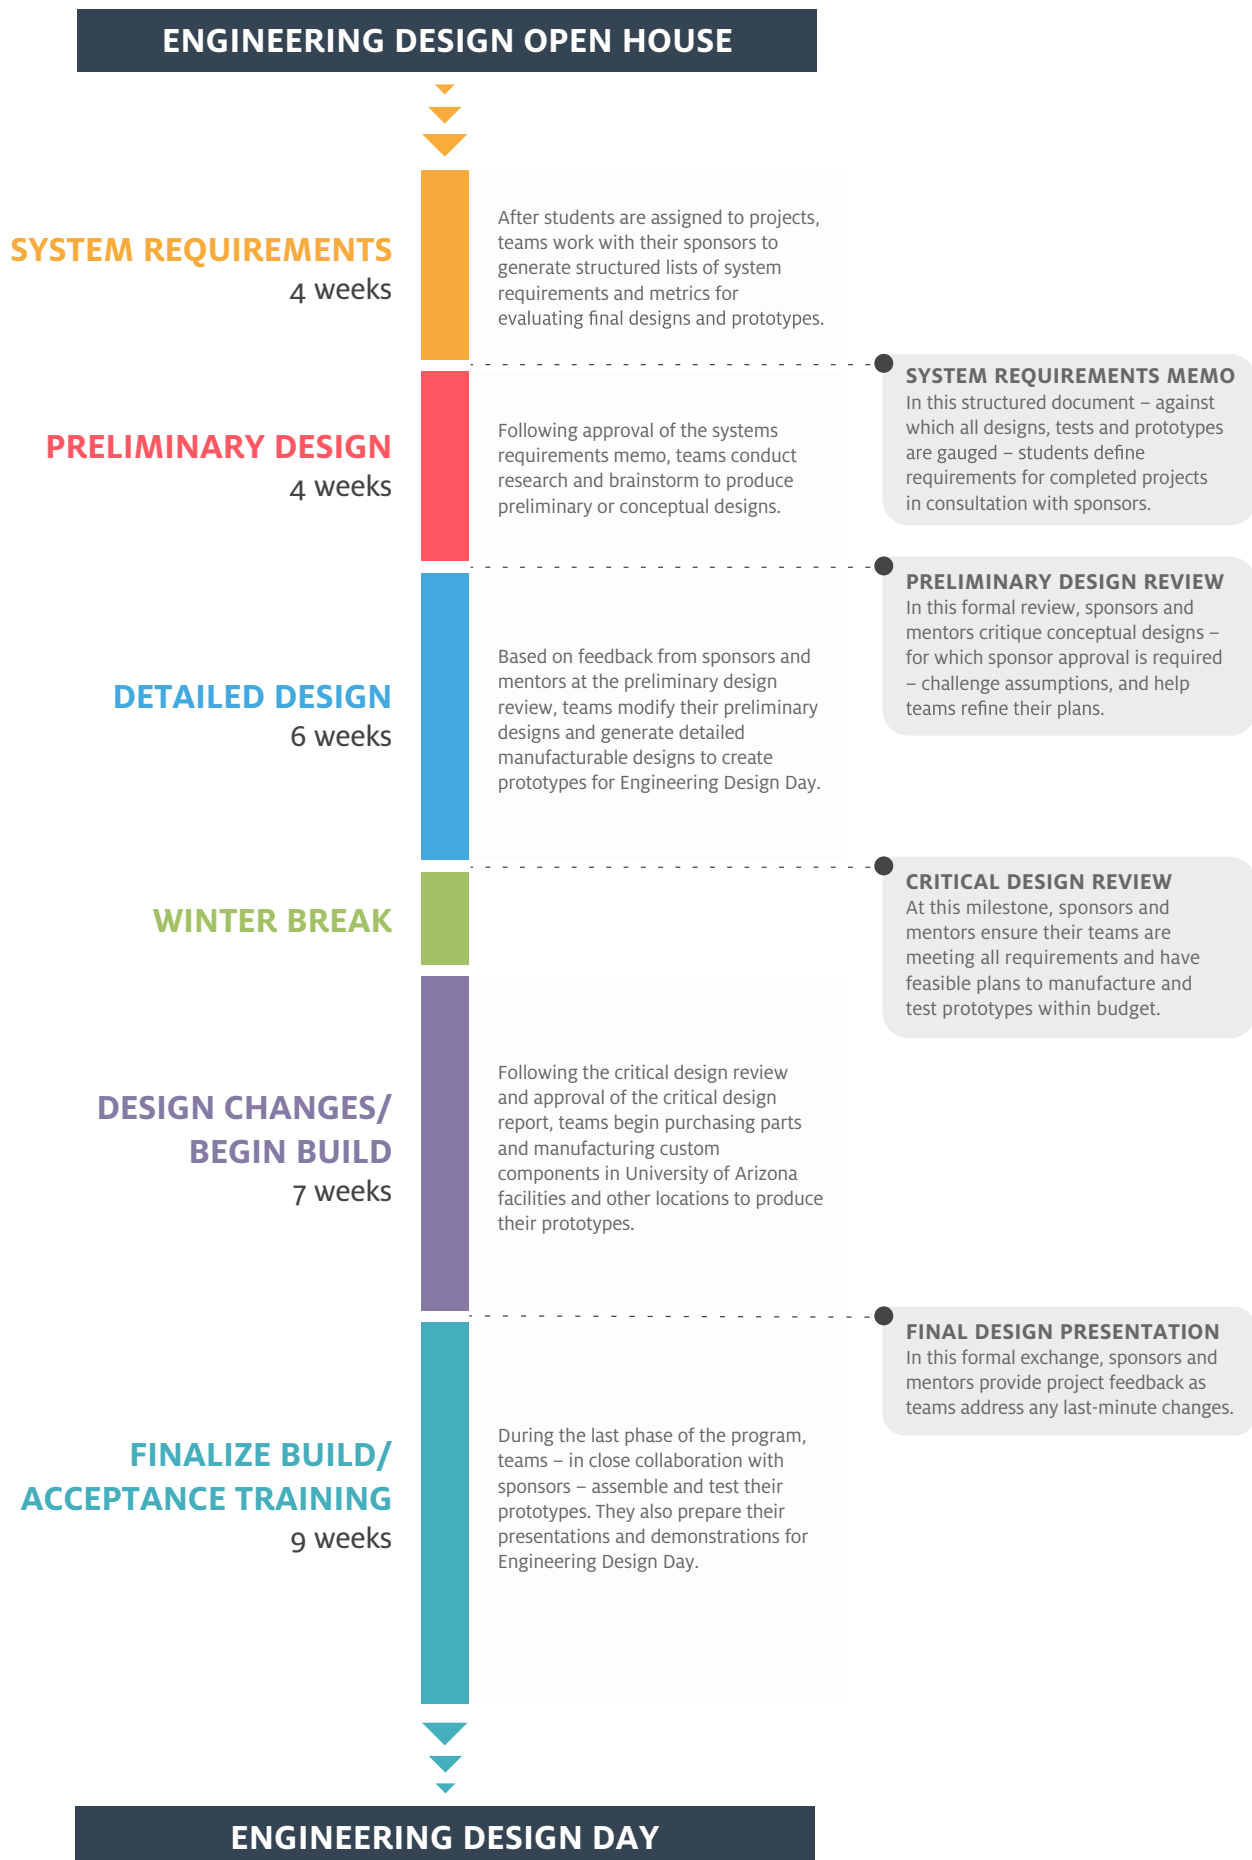 ENGINEERING DESIGN OPEN HOUSE
SYSTEM REQUIREMENTS
4 weeks
After students are assigned to projects,
teams work with their sponsors to
generate structured lists of system
requirements and metrics for
evaluating final designs and prototypes.
SYSTEM REQUIREMENTS MEMO
In this structured document – against
which all designs, tests and prototypes
are gauged – students define
requirements for completed projects
in consultation with sponsors.
PRELIMINARY DESIGN
4 weeks
Following approval of the systems
requirements memo, teams conduct
research and brainstorm to produce
preliminary or conceptual designs.
PRELIMINARY DESIGN REVIEW
In this formal review, sponsors and
mentors critique conceptual designs –
for which sponsor approval is required
– challenge assumptions, and help
teams refine their plans.
DETAILED DESIGN
6 weeks
Based on feedback from sponsors and
mentors at the preliminary design
review, teams modify their preliminary
designs and generate detailed
manufacturable designs to create
prototypes for Engineering Design Day.
CRITICAL DESIGN REVIEW
At this milestone, sponsors and
mentors ensure their teams are
meeting all requirements and have
feasible plans to manufacture and
test prototypes within budget.
WINTER BREAK
DESIGN CHANGES/
BEGIN BUILD
7 weeks
Following the critical design review
and approval of the critical design
report, teams begin purchasing parts
and manufacturing custom
components in University of Arizona
facilities and other locations to produce
their prototypes.
FINAL DESIGN PRESENTATION
In this formal exchange, sponsors and
mentors provide project feedback as
teams address any last-minute changes.
FINALIZE BUILD/
ACCEPTANCE TRAINING
9 weeks
During the last phase of the program,
teams – in close collaboration with
sponsors – assemble and test their
prototypes. They also prepare their
presentations and demonstrations for
Engineering Design Day.
ENGINEERING DESIGN DAY